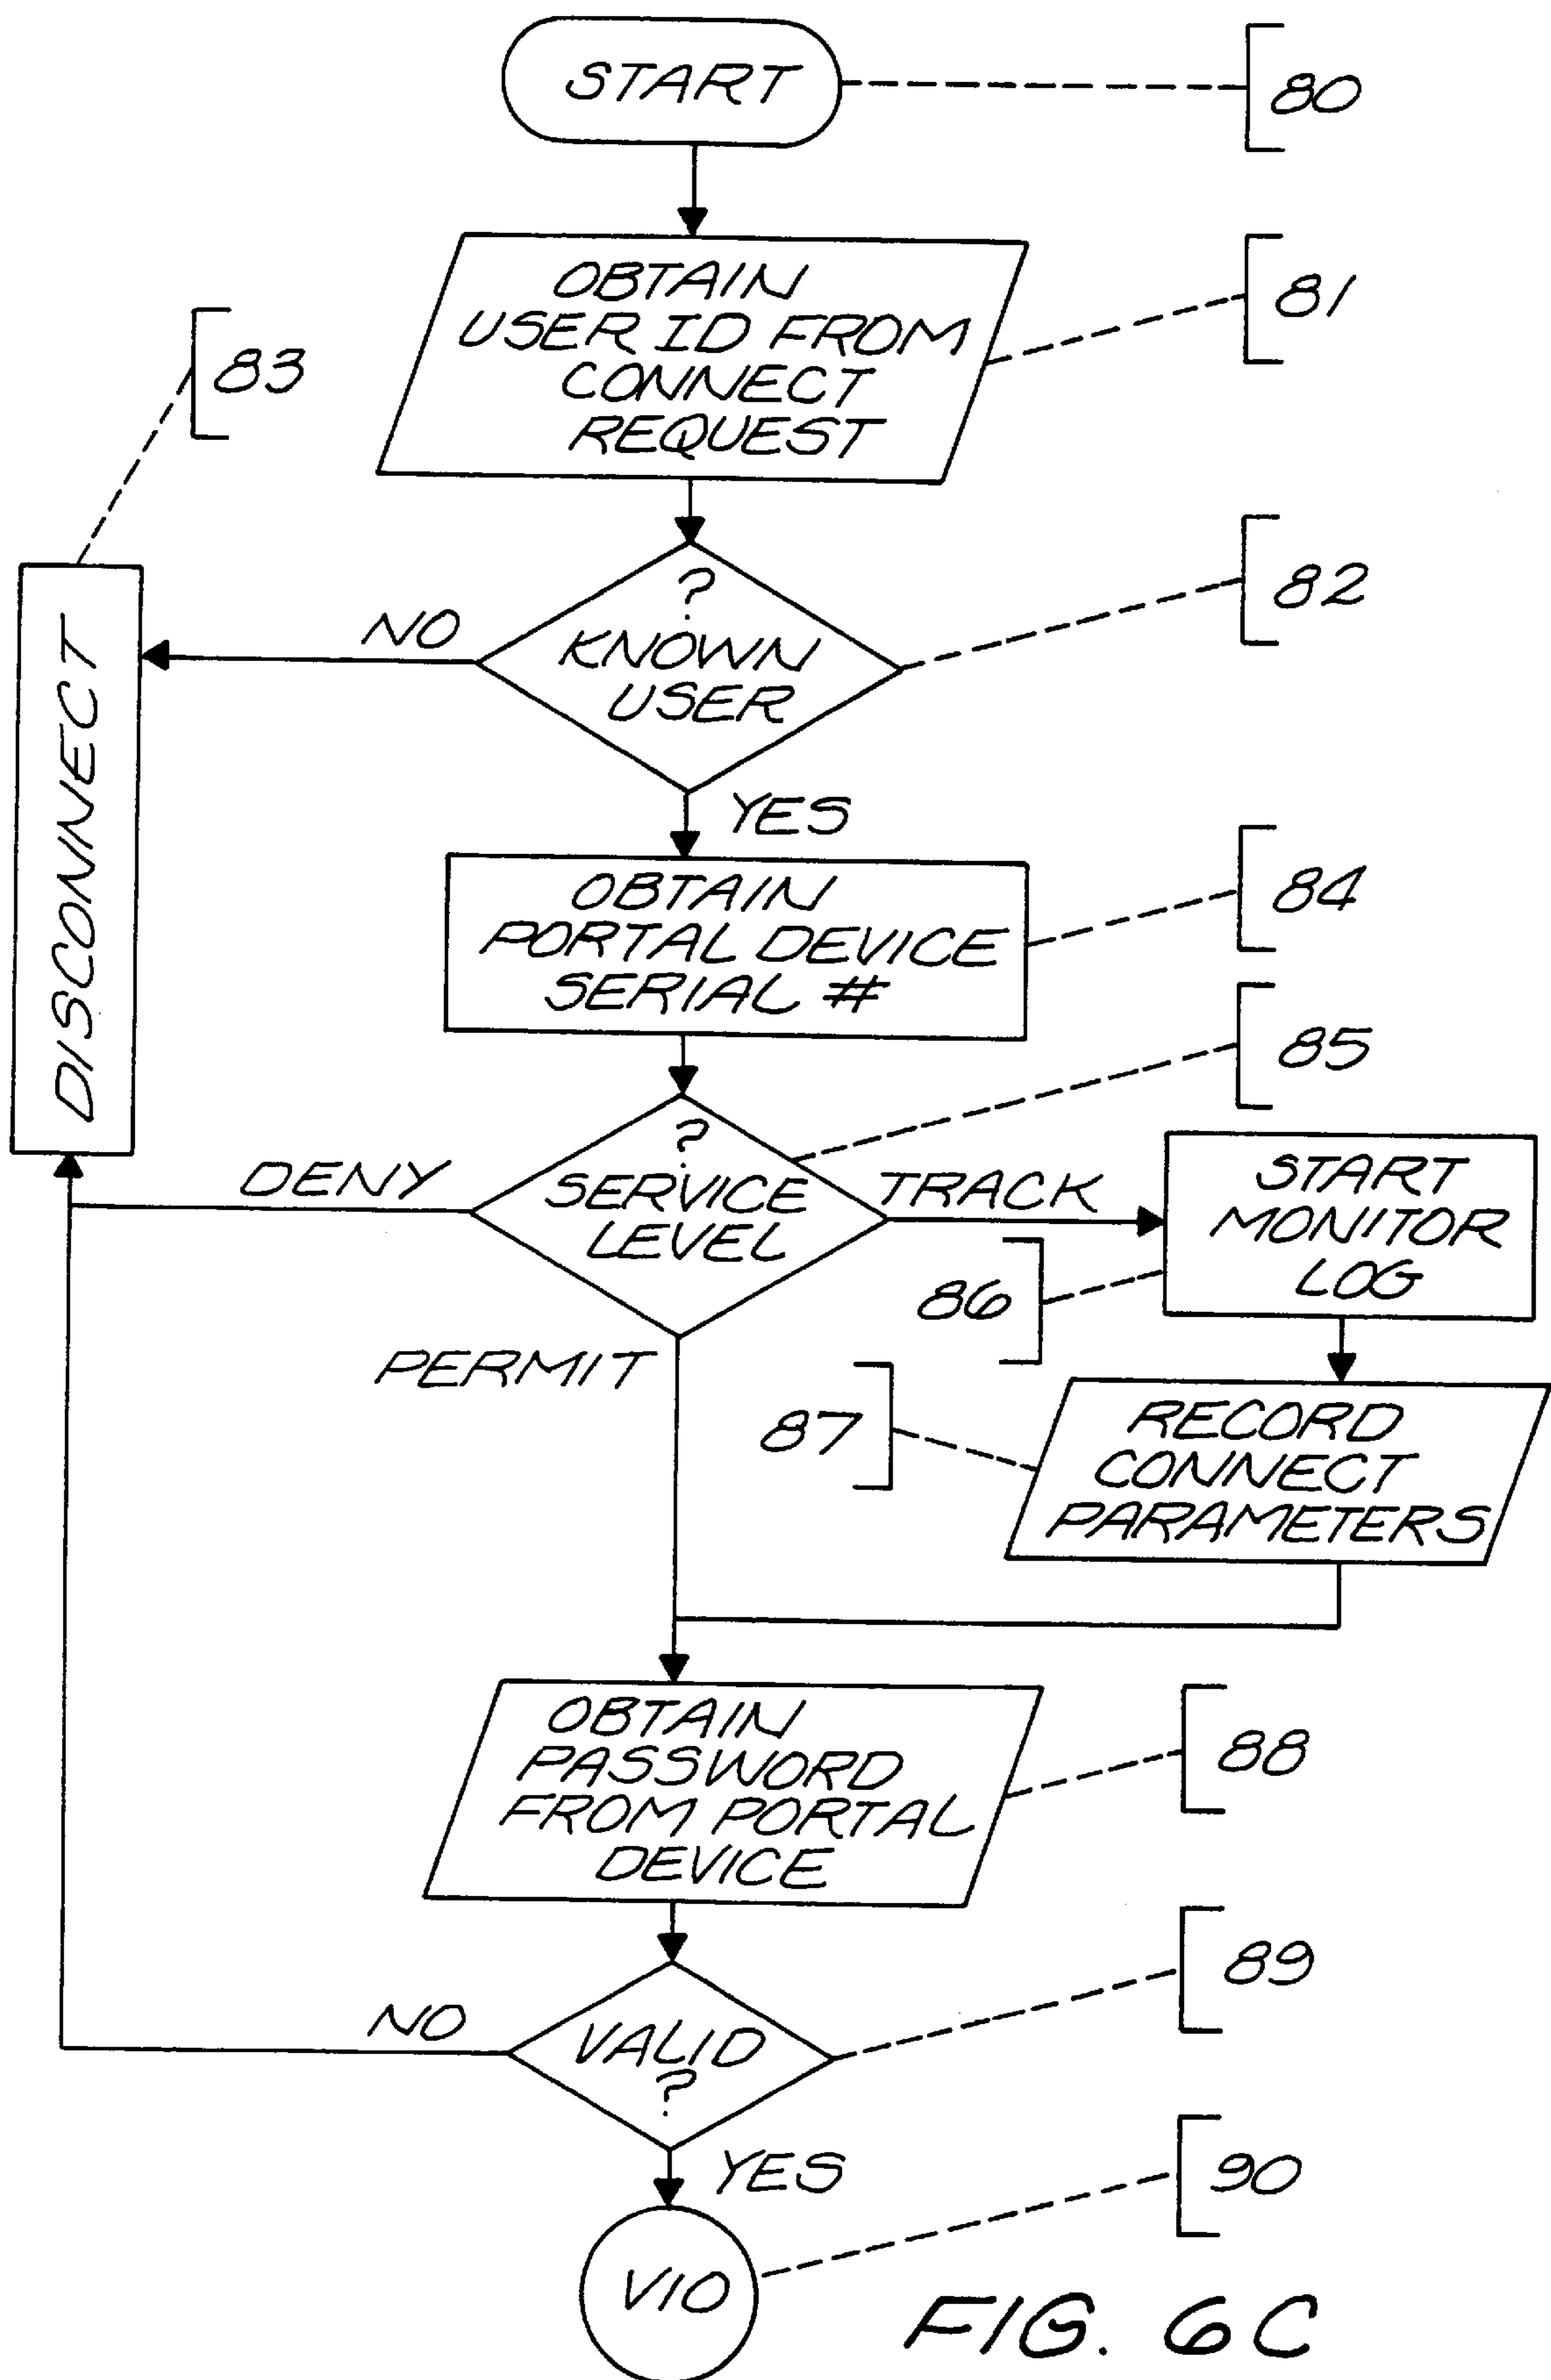 START
80
OBTAIN
USER ID FROM
CONNECT
REQUEST
81
83
?
KNOWN
USER
82
NO
DISCONNECT
YES
OBTAIN
PORTAL DEVICE
SERIAL #
84
85
?
SERVICE
LEVEL
DENY
TRACK
START
MONITOR
LOG
86
PERMIT
87
RECORD
CONNECT
PARAMETERS
OBTAIN
PASSWORD
FROM PORTAL
DEVICE
88
89
NO
VALID
?
YES
90
V10
FIG. 6C